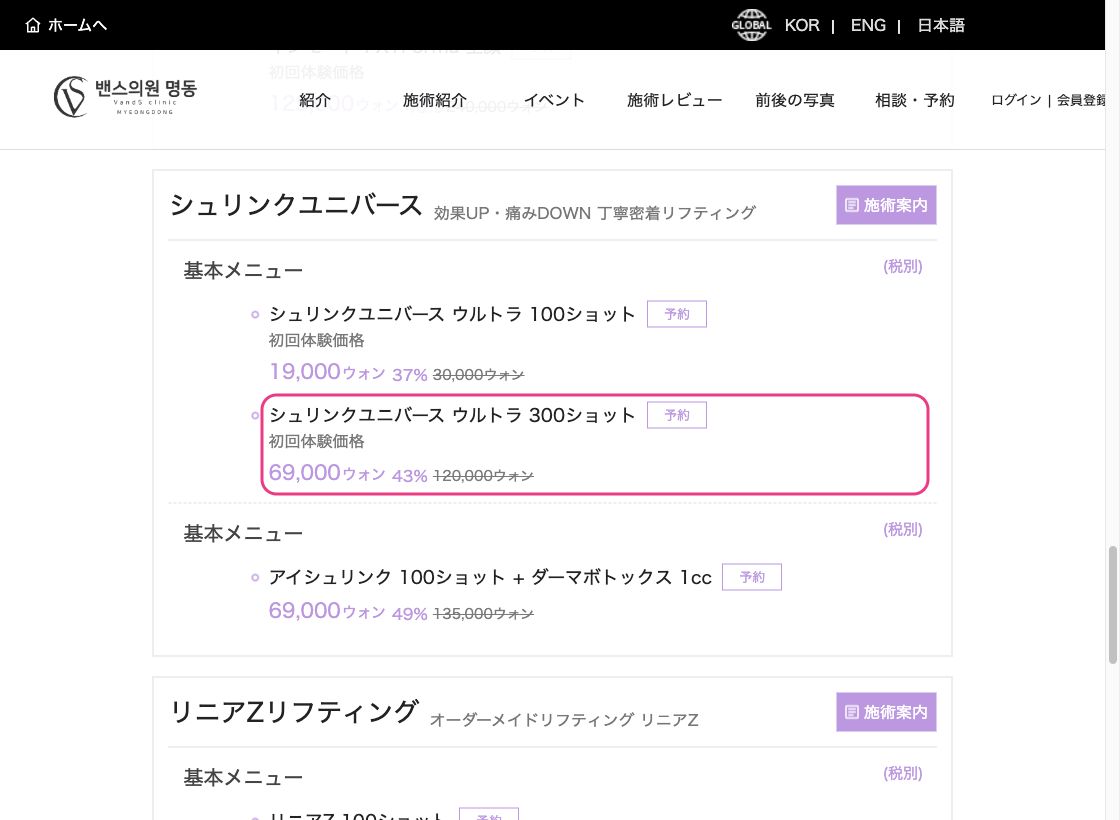 ホームへ
GLOBAL KOR | ENG | 日本語
밴스의원 명동
VandS clinic
MYEONGDONG
紹介 施術紹介 イベント 施術レビュー 前後の写真 相談・予約 ログイン | 会員登録
初回体験価格
シュリンクユニバース 効果UP・痛みDOWN 丁寧密着リフティング 施術案内
基本メニュー (税別)
シュリンクユニバース ウルトラ 100ショット 予約
初回体験価格
19,000ウォン 37% 30,000ウォン
シュリンクユニバース ウルトラ 300ショット 予約
初回体験価格
69,000ウォン 43% 120,000ウォン
基本メニュー (税別)
アイシュリンク 100ショット + ダーマボトックス 1cc 予約
69,000ウォン 49% 135,000ウォン
リニアZリフティング オーダーメイドリフティング リニアZ 施術案内
基本メニュー (税別)
リニアZ 100ショット 予約